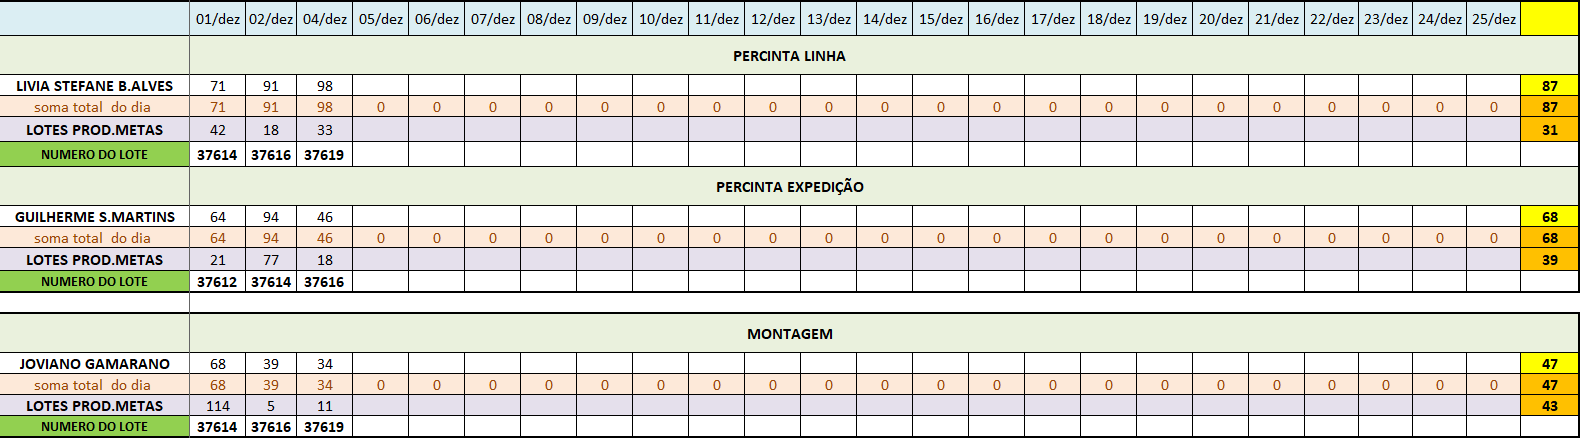 01/dez 02/dez 04/dez 05/dez 06/dez 07/dez 08/dez 09/dez 10/dez 11/dez 12/dez 13/dez 14/dez 15/dez 16/dez 17/dez 18/dez 19/dez 20/dez 21/dez 22/dez 23/dez 24/dez 25/dez
PERCINTA LINHA
LIVIA STEFANE B.ALVES 71 91 98 87
soma total do dia 71 91 98 0 0 0 0 0 0 0 0 0 0 0 0 0 0 0 0 0 0 0 0 0 87
LOTES PROD.METAS 42 18 33 31
NUMERO DO LOTE 37614 37616 37619
PERCINTA EXPEDIÇÃO
GUILHERME S.MARTINS 64 94 46 68
soma total do dia 64 94 46 0 0 0 0 0 0 0 0 0 0 0 0 0 0 0 0 0 0 0 0 0 68
LOTES PROD.METAS 21 77 18 39
NUMERO DO LOTE 37612 37614 37616
MONTAGEM
JOVIANO GAMARANO 68 39 34 47
soma total do dia 68 39 34 0 0 0 0 0 0 0 0 0 0 0 0 0 0 0 0 0 0 0 0 0 47
LOTES PROD.METAS 114 5 11 43
NUMERO DO LOTE 37614 37616 37619